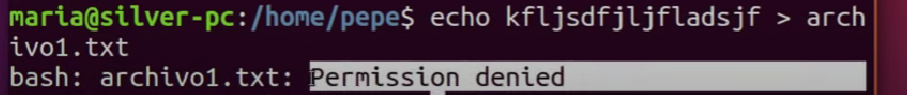 maria@silver-pc:/home/pepe$ echo kfljsdfjljfladsjf > arch
ivo1.txt
bash: archivo1.txt: Permission denied